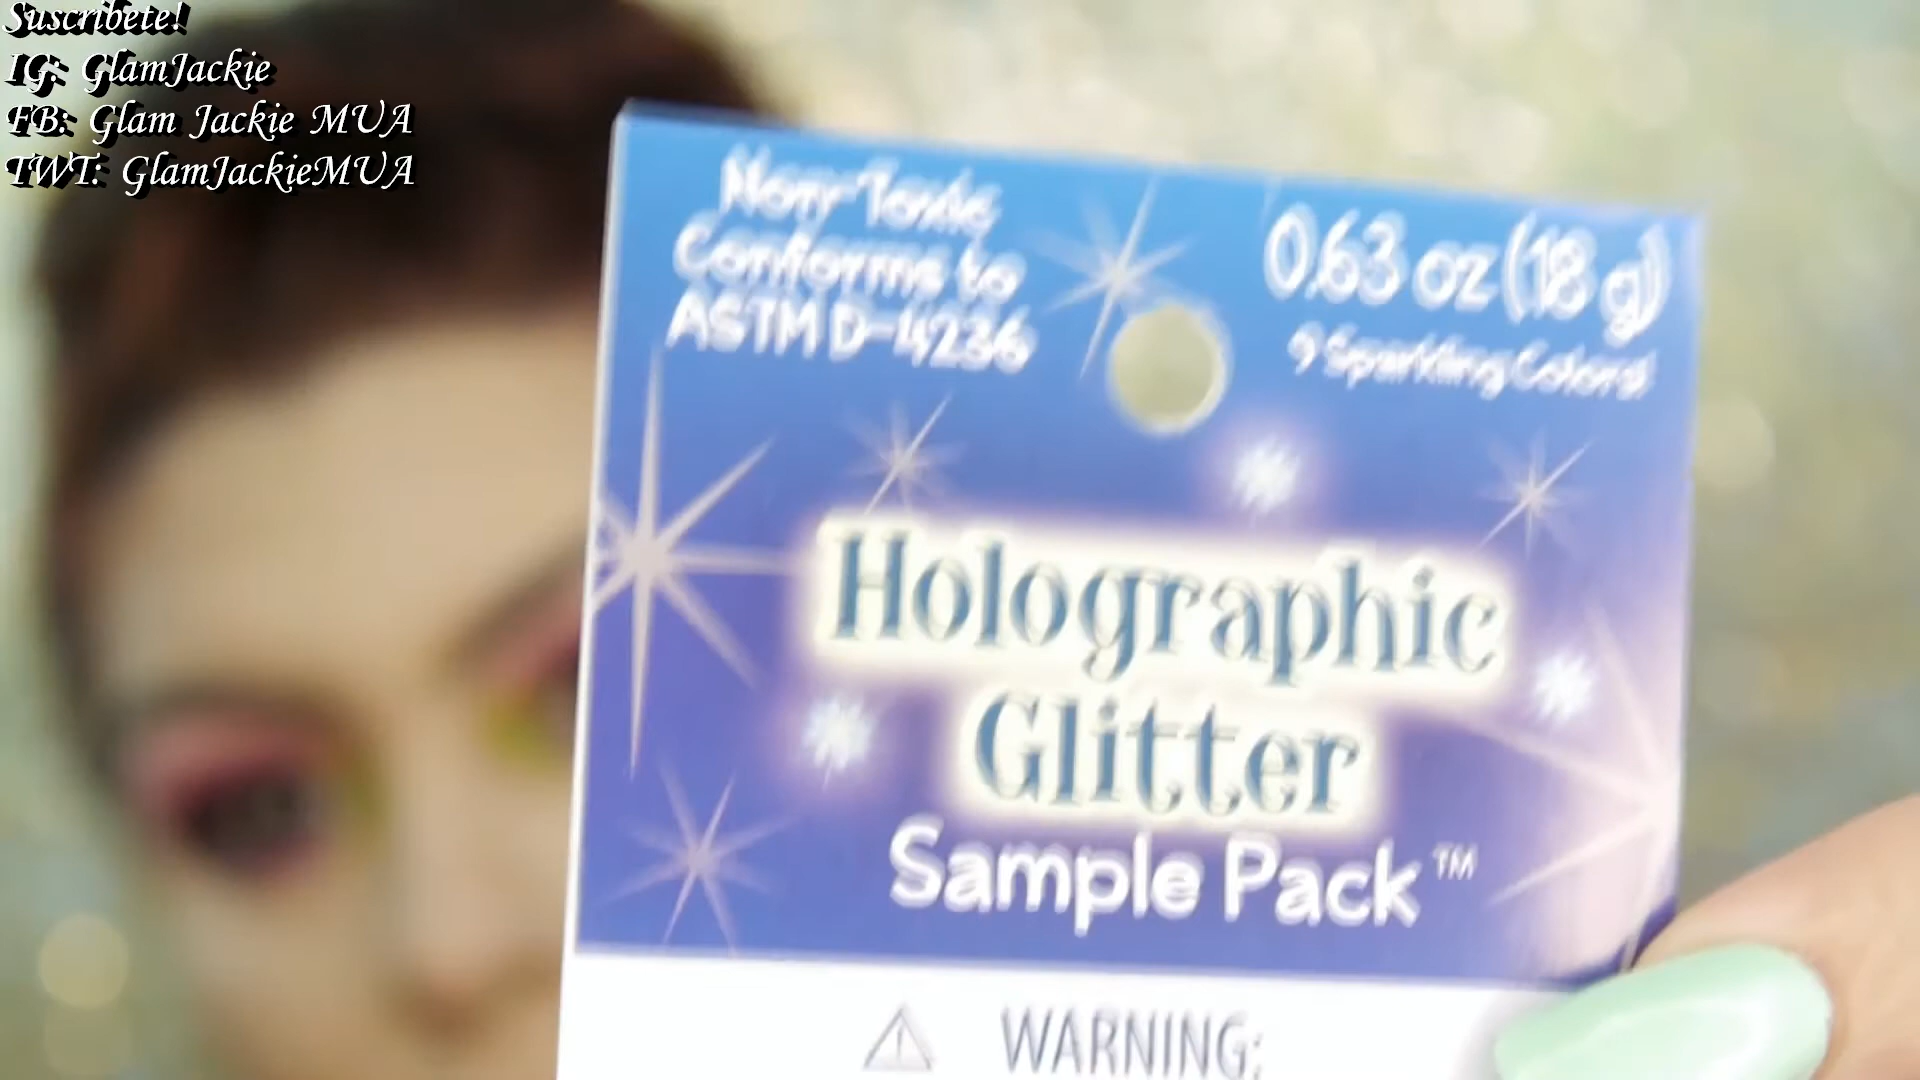 Suscribete!
IG: GlamJackie
FB: Glam Jackie MUA
TWT: GlamJackieMUA
Non-Toxic
Conforms to
ASTM D-4236
0.63 oz (18 g)
9 Sparkling Colors!
Holographic
Glitter
Sample Pack™
WARNING: